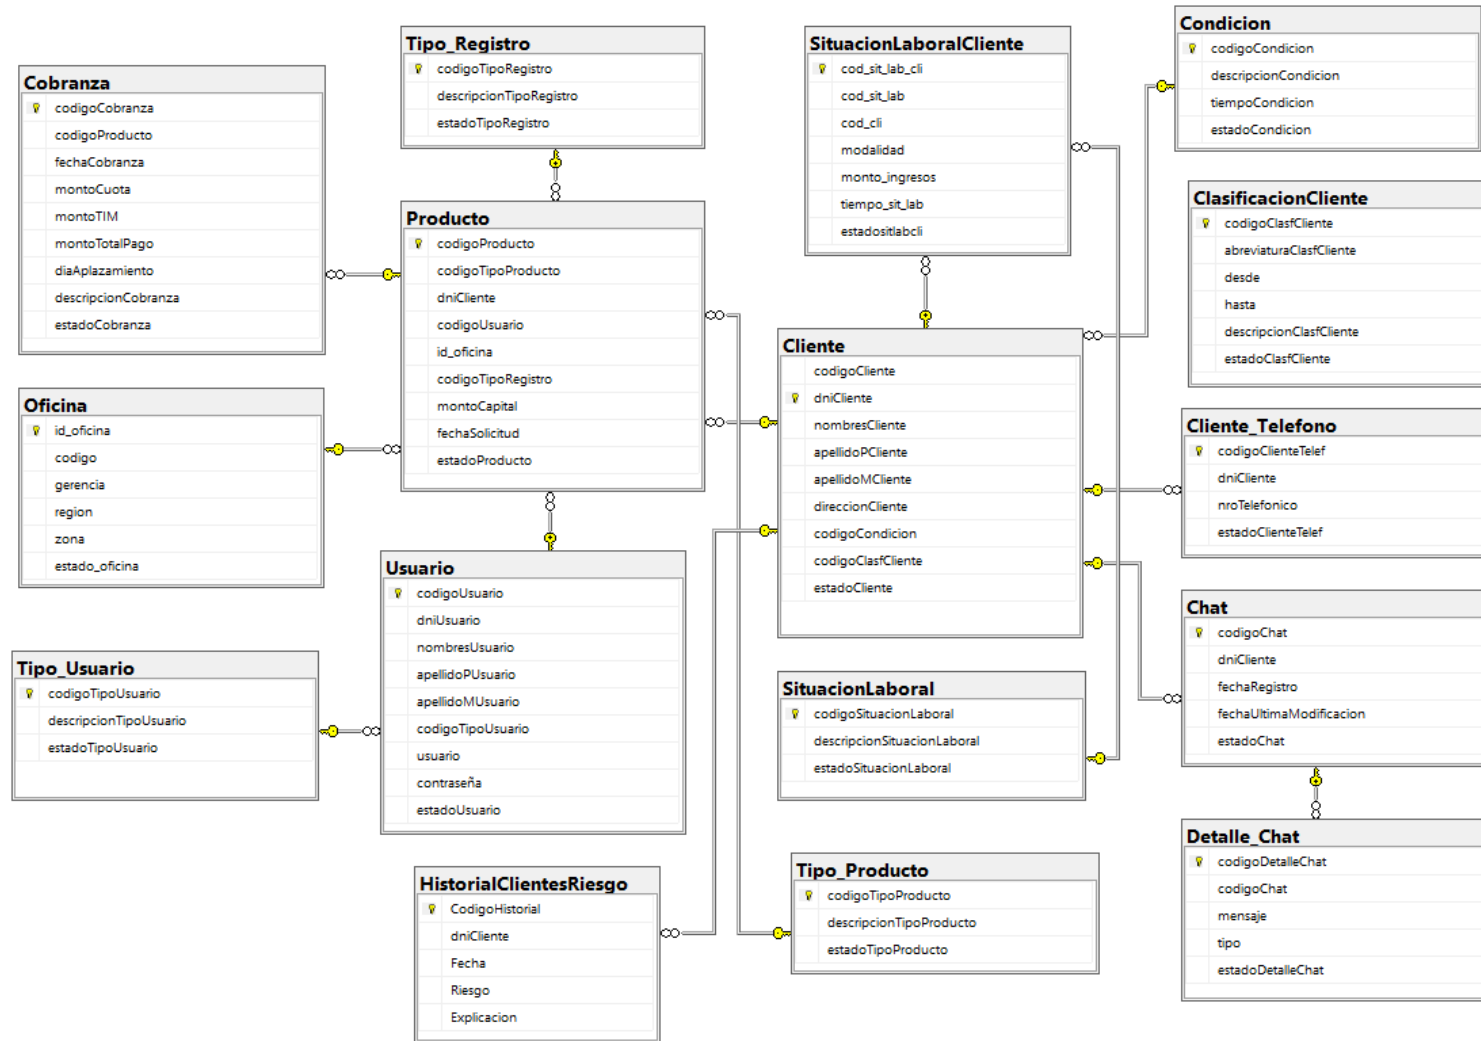 Tipo_Registro
codigoTipoRegistro
descripcionTipoRegistro
estadoTipoRegistro
Cobranza
codigoCobranza
codigoProducto
fechaCobranza
montoCuota
montoTIM
montoTotalPago
diaAplazamiento
descripcionCobranza
estadoCobranza
Producto
codigoProducto
codigoTipoProducto
dniCliente
codigoUsuario
id_oficina
codigoTipoRegistro
montoCapital
fechaSolicitud
estadoProducto
Oficina
id_oficina
codigo
gerencia
region
zona
estado_oficina
Usuario
codigoUsuario
dniUsuario
nombresUsuario
apellidoPUsuario
apellidoMUsuario
codigoTipoUsuario
usuario
contraseña
estadoUsuario
Tipo_Usuario
codigoTipoUsuario
descripcionTipoUsuario
estadoTipoUsuario
HistorialClientesRiesgo
CodigoHistorial
dniCliente
Fecha
Riesgo
Explicacion
SituacionLaboralCliente
cod_sit_lab_cli
cod_sit_lab
cod_cli
modalidad
monto_ingresos
tiempo_sit_lab
estadositlabcli
Cliente
codigoCliente
dniCliente
nombresCliente
apellidoPCliente
apellidoMCliente
direccionCliente
codigoCondicion
codigoClasfCliente
estadoCliente
SituacionLaboral
codigoSituacionLaboral
descripcionSituacionLaboral
estadoSituacionLaboral
Tipo_Producto
codigoTipoProducto
descripcionTipoProducto
estadoTipoProducto
Condicion
codigoCondicion
descripcionCondicion
tiempoCondicion
estadoCondicion
ClasificacionCliente
codigoClasfCliente
abreviaturaClasfCliente
desde
hasta
descripcionClasfCliente
estadoClasfCliente
Cliente_Telefono
codigoClienteTelef
dniCliente
nroTelefonico
estadoClienteTelef
Chat
codigoChat
dniCliente
fechaRegistro
fechaUltimaModificacion
estadoChat
Detalle_Chat
codigoDetalleChat
codigoChat
mensaje
tipo
estadoDetalleChat